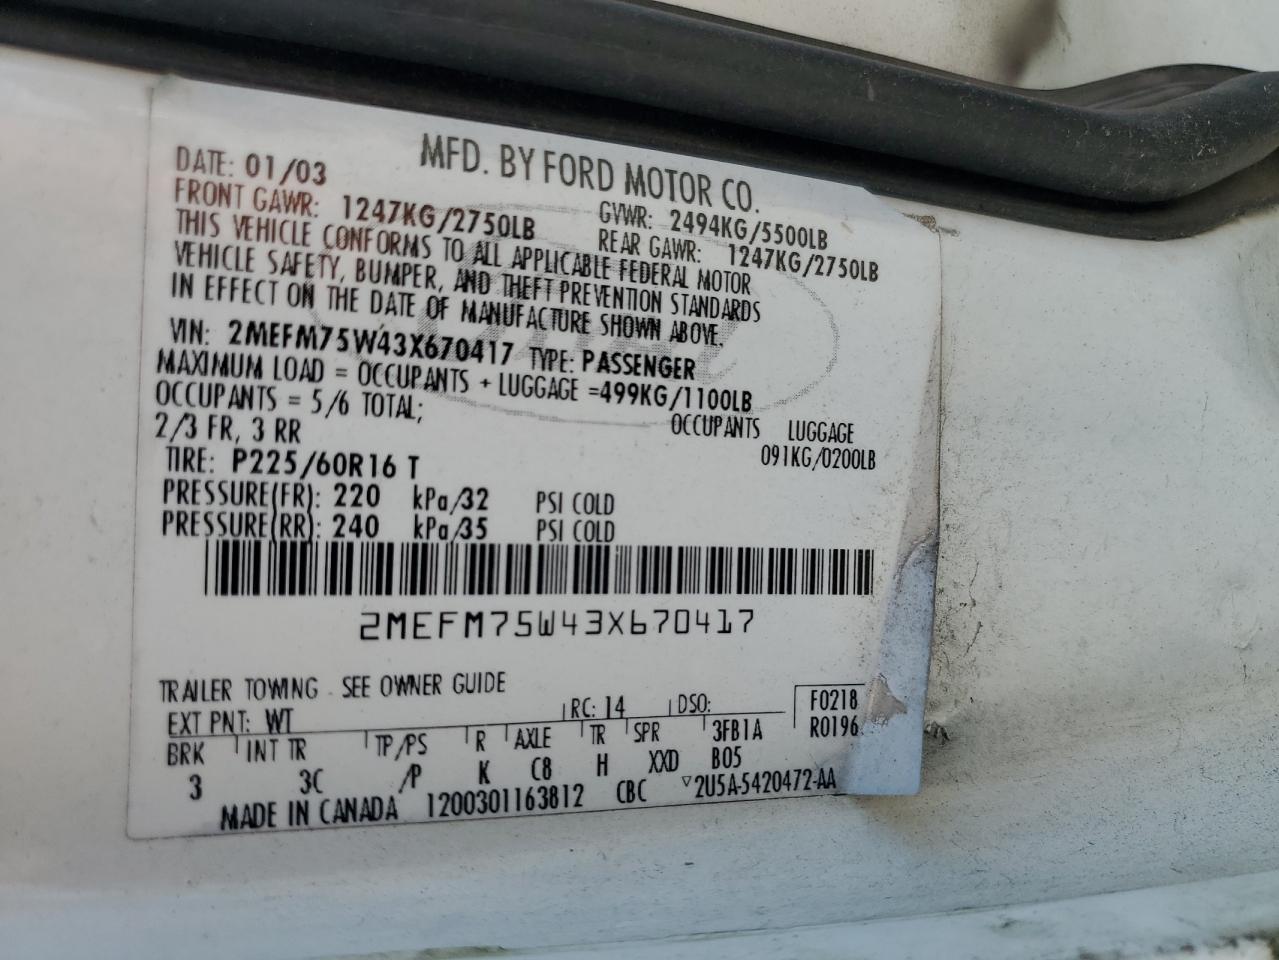 MFD. BY FORD MOTOR CO.
DATE: 01/03 GVWR: 2494KG/5500LB
FRONT GAWR: 1247KG/2750LB REAR GAWR: 1247KG/2750LB
THIS VEHICLE CONFORMS TO ALL APPLICABLE FEDERAL MOTOR
VEHICLE SAFETY, BUMPER, AND THEFT PREVENTION STANDARDS
IN EFFECT ON THE DATE OF MANUFACTURE SHOWN ABOVE.
VIN: 2MEFM75W43X670417 TYPE: PASSENGER
MAXIMUM LOAD = OCCUPANTS + LUGGAGE =499KG/1100LB
OCCUPANTS = 5/6 TOTAL; OCCUPANTS LUGGAGE
2/3 FR, 3 RR 091KG/0200LB
TIRE: P225/60R16 T
PRESSURE(FR): 220 kPa/32 PSI COLD
PRESSURE(RR): 240 kPa/35 PSI COLD
2MEFM75W43X670417
TRAILER TOWING - SEE OWNER GUIDE
EXT PNT: WT RC: 14 DSO: F0218
BRK INT TR TP/PS R AXLE TR SPR 3FB1A R0196
3 3C /P K C8 H XXD B05
MADE IN CANADA 1200301163812 CBC ▽2U5A-5420472-AA